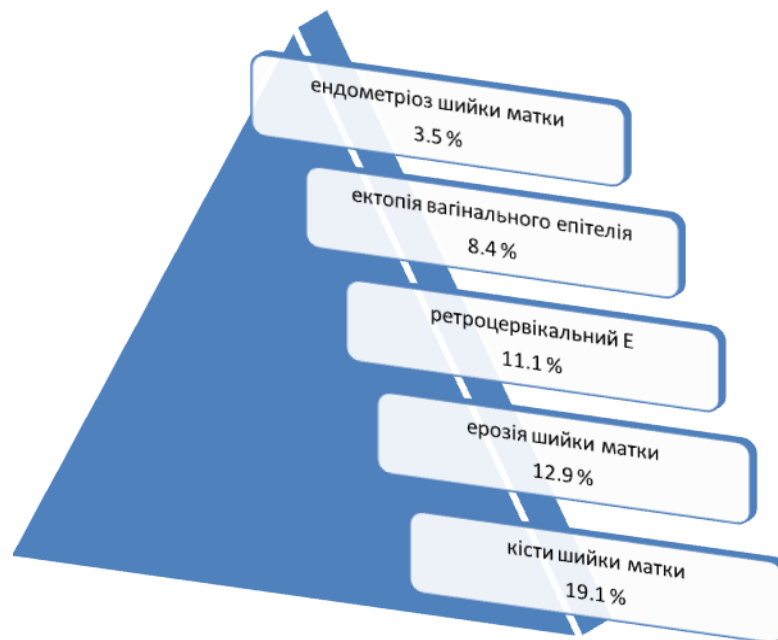 ендометріоз шийки матки
3.5 %
ектопія вагінального епітелія
8.4 %
ретроцервікальний Е
11.1 %
ерозія шийки матки
12.9 %
кісти шийки матки
19.1 %